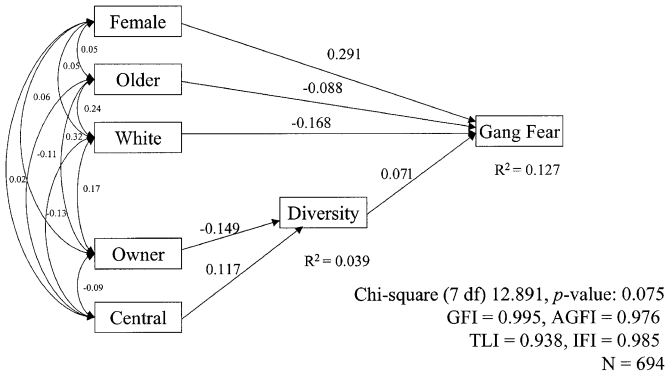 Female
0.05
0.291
0.05
Older
-0.088
0.06
0.24
White
-0.168
Gang Fear
0.32
-0.11
R² = 0.127
0.02
0.071
0.17
Diversity
-0.13
-0.149
Owner
R² = 0.039
0.117
-0.09
Central
Chi-square (7 df) 12.891, p-value: 0.075
GFI = 0.995, AGFI = 0.976
TLI = 0.938, IFI = 0.985
N = 694